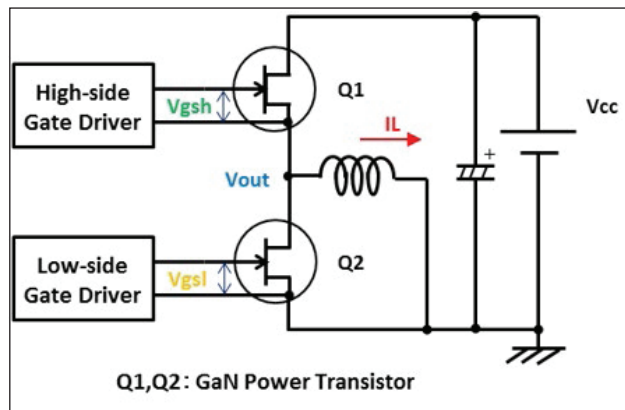 High-side
Gate Driver
Vgsh
Q1
IL
Vcc
+
Vout
Low-side
Gate Driver
Vgsl
Q2
Q1,Q2: GaN Power Transistor